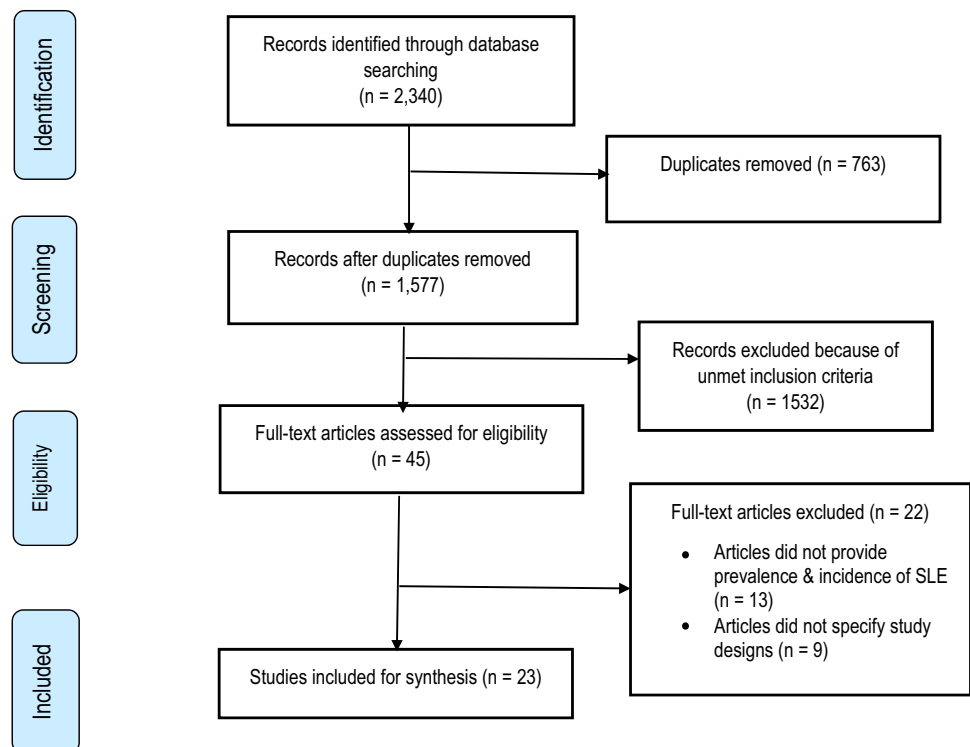 Identification
Records identified through database
searching
(n = 2,340)
Duplicates removed (n = 763)
Screening
Records after duplicates removed
(n = 1,577)
Records excluded because of
unmet inclusion criteria
(n = 1532)
Eligibility
Full-text articles assessed for eligibility
(n = 45)
Full-text articles excluded (n = 22)
• Articles did not provide
prevalence & incidence of SLE
(n = 13)
• Articles did not specify study
designs (n = 9)
Included
Studies included for synthesis (n = 23)